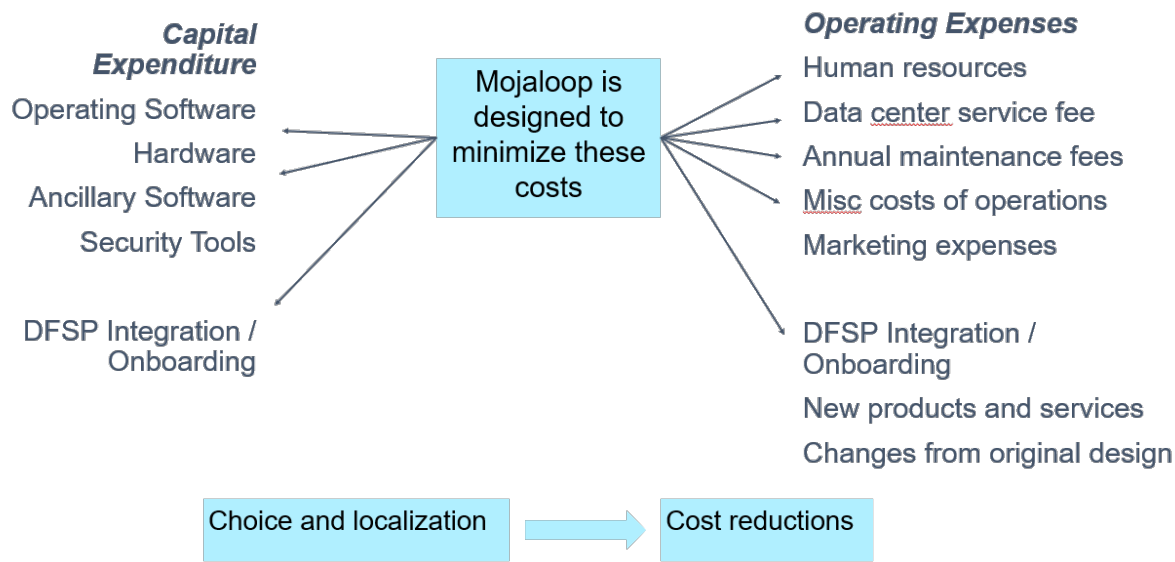 Capital
Expenditure
Operating Software
Hardware
Ancillary Software
Security Tools
DFSP Integration /
Onboarding
Mojaloop is
designed to
minimize these
costs
Operating Expenses
Human resources
Data center service fee
Annual maintenance fees
Misc costs of operations
Marketing expenses
DFSP Integration /
Onboarding
New products and services
Changes from original design
Choice and localization
Cost reductions